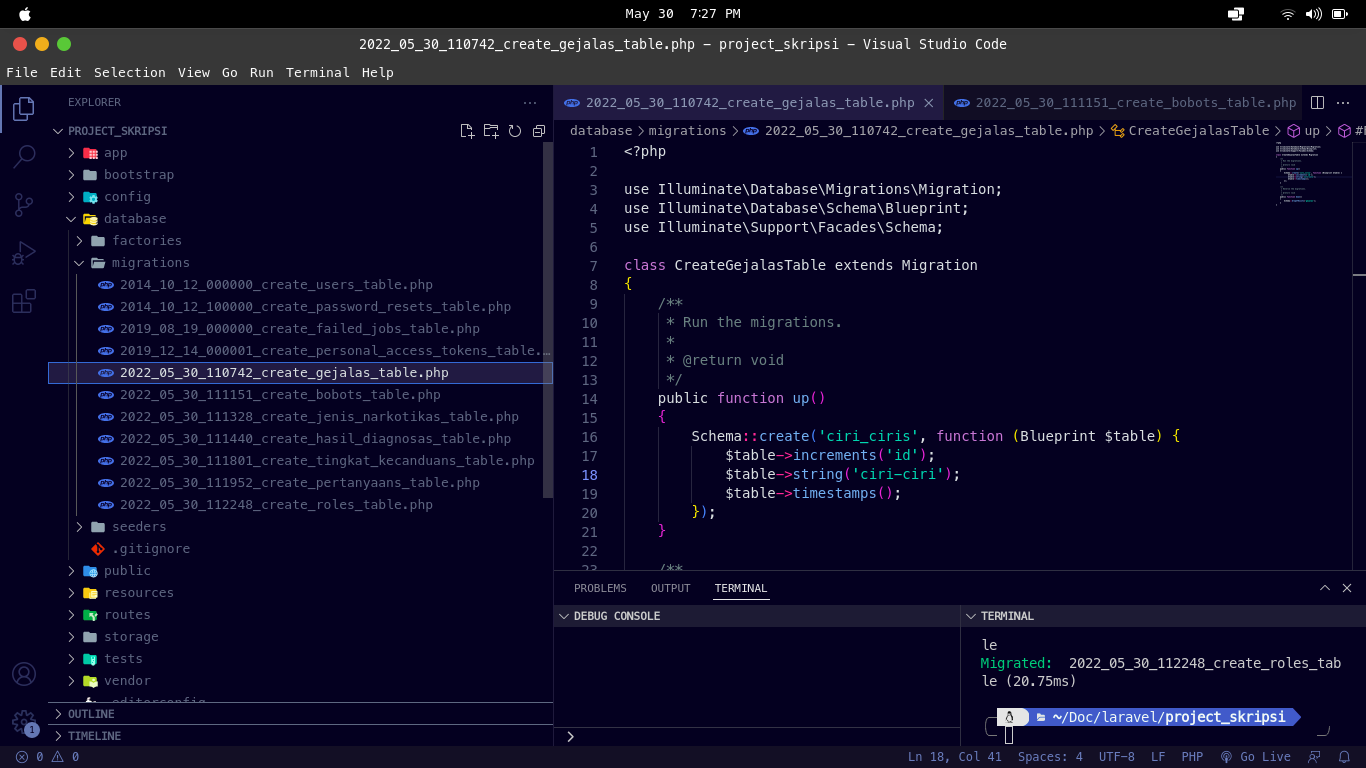 May 30  7:27 PM
2022_05_30_110742_create_gejalas_table.php – project_skripsi – Visual Studio Code
File Edit Selection View Go Run Terminal Help
EXPLORER
PROJECT_SKRIPSI
app
bootstrap
config
database
factories
migrations
2014_10_12_000000_create_users_table.php
2014_10_12_100000_create_password_resets_table.php
2019_08_19_000000_create_failed_jobs_table.php
2019_12_14_000001_create_personal_access_tokens_table....
2022_05_30_110742_create_gejalas_table.php
2022_05_30_111151_create_bobots_table.php
2022_05_30_111328_create_jenis_narkotikas_table.php
2022_05_30_111440_create_hasil_diagnosas_table.php
2022_05_30_111801_create_tingkat_kecanduans_table.php
2022_05_30_111952_create_pertanyaans_table.php
2022_05_30_112248_create_roles_table.php
seeders
.gitignore
public
resources
routes
storage
tests
vendor
.editorconfig
OUTLINE
TIMELINE
2022_05_30_110742_create_gejalas_table.php
2022_05_30_111151_create_bobots_table.php
database > migrations > 2022_05_30_110742_create_gejalas_table.php > CreateGejalasTable > up >
1 <?php
2
3 use Illuminate\Database\Migrations\Migration;
4 use Illuminate\Database\Schema\Blueprint;
5 use Illuminate\Support\Facades\Schema;
6
7 class CreateGejalasTable extends Migration
8 {
9     /**
10      * Run the migrations.
11      *
12      * @return void
13      */
14     public function up()
15     {
16         Schema::create('ciri_ciris', function (Blueprint $table) {
17             $table->increments('id');
18             $table->string('ciri-ciri');
19             $table->timestamps();
20         });
21     }
22
23     /**
PROBLEMS OUTPUT TERMINAL
DEBUG CONSOLE
TERMINAL
le
Migrated:  2022_05_30_112248_create_roles_tab
le (20.75ms)
~/Doc/laravel/project_skripsi
1
0 0
Ln 18, Col 41 Spaces: 4 UTF-8 LF PHP Go Live